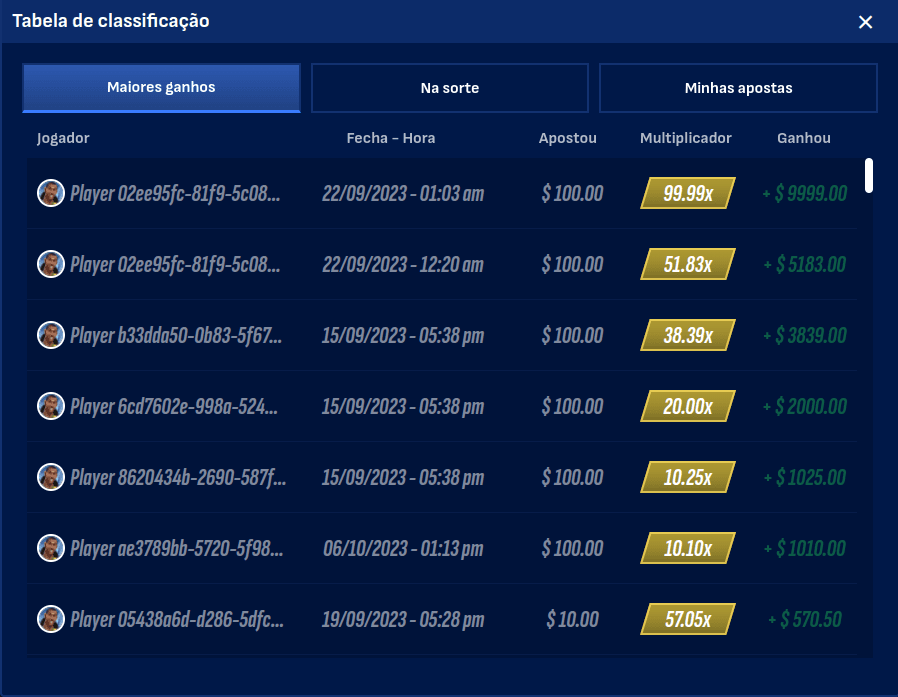 Tabela de classificação
Maiores ganhos Na sorte Minhas apostas
Jogador Fecha - Hora Apostou Multiplicador Ganhou
Player 02ee95fc-81f9-5c08... 22/09/2023 - 01:03 am $ 100.00 99.99x + $ 9999.00
Player 02ee95fc-81f9-5c08... 22/09/2023 - 12:20 am $ 100.00 51.83x + $ 5183.00
Player b33dda50-0b83-5f67... 15/09/2023 - 05:38 pm $ 100.00 38.39x + $ 3839.00
Player 6cd7602e-998a-524... 15/09/2023 - 05:38 pm $ 100.00 20.00x + $ 2000.00
Player 8620434b-2690-587f... 15/09/2023 - 05:38 pm $ 100.00 10.25x + $ 1025.00
Player ae3789bb-5720-5f98... 06/10/2023 - 01:13 pm $ 100.00 10.10x + $ 1010.00
Player 05438a6d-d286-5dfc... 19/09/2023 - 05:28 pm $ 10.00 57.05x + $ 570.50